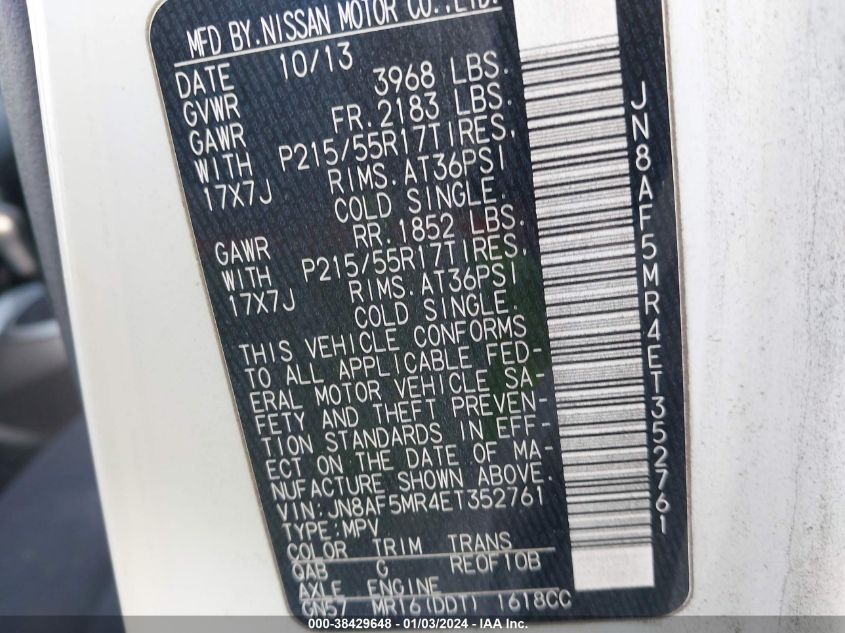 MFD BY.NISSAN MOTOR CO.,LTD.
DATE 10/13
GVWR 3968 LBS.
GAWR FR.2183 LBS.
WITH P215/55R17TIRES.
17X7J RIMS.AT36PSI
COLD SINGLE.
GAWR RR.1852 LBS.
WITH P215/55R17TIRES.
17X7J RIMS.AT36PSI
COLD SINGLE.
THIS VEHICLE CONFORMS
TO ALL APPLICABLE FED-
ERAL MOTOR VEHICLE SA-
FETY AND THEFT PREVEN-
TION STANDARDS IN EFF-
ECT ON THE DATE OF MA-
NUFACTURE SHOWN ABOVE.
VIN:JN8AF5MR4ET352761
TYPE:MPV
COLOR TRIM TRANS
QAB G RE0F10B
AXLE ENGINE
GN57 MR16(DDT) 1618CC
JN8AF5MR4ET352761
000-38429648 - 01/03/2024 - IAA Inc.